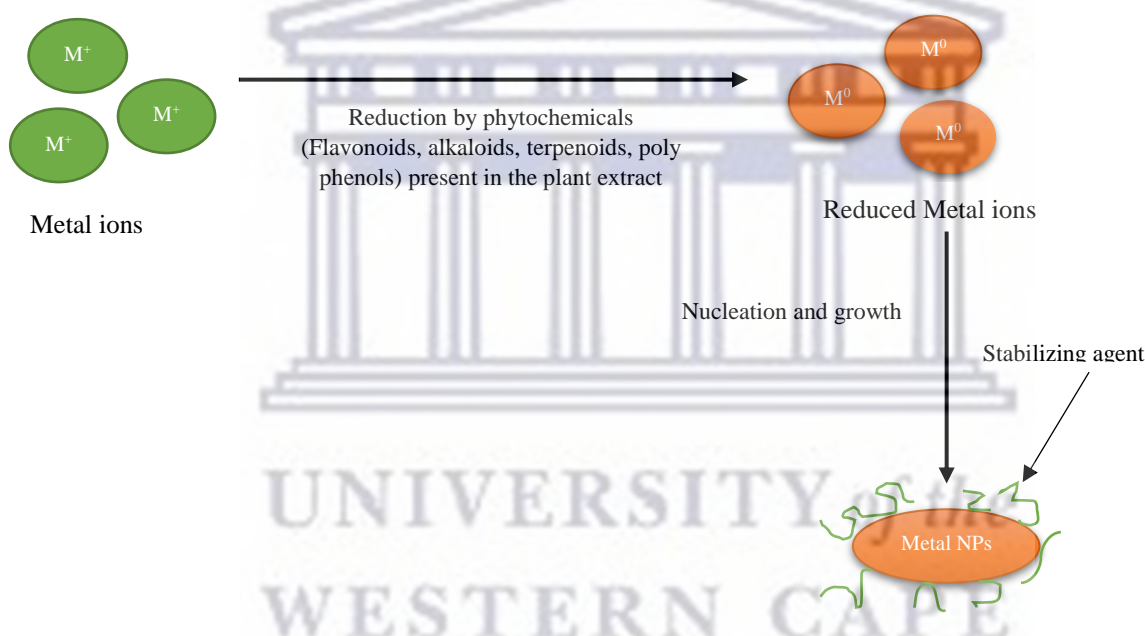 M⁺
M⁺
M⁺
Metal ions
Reduction by phytochemicals
(Flavonoids, alkaloids, terpenoids, poly
phenols) present in the plant extract
M⁰
M⁰
M⁰
Reduced Metal ions
Nucleation and growth
Stabilizing agent
Metal NPs
UNIVERSITY of the
WESTERN CAPE